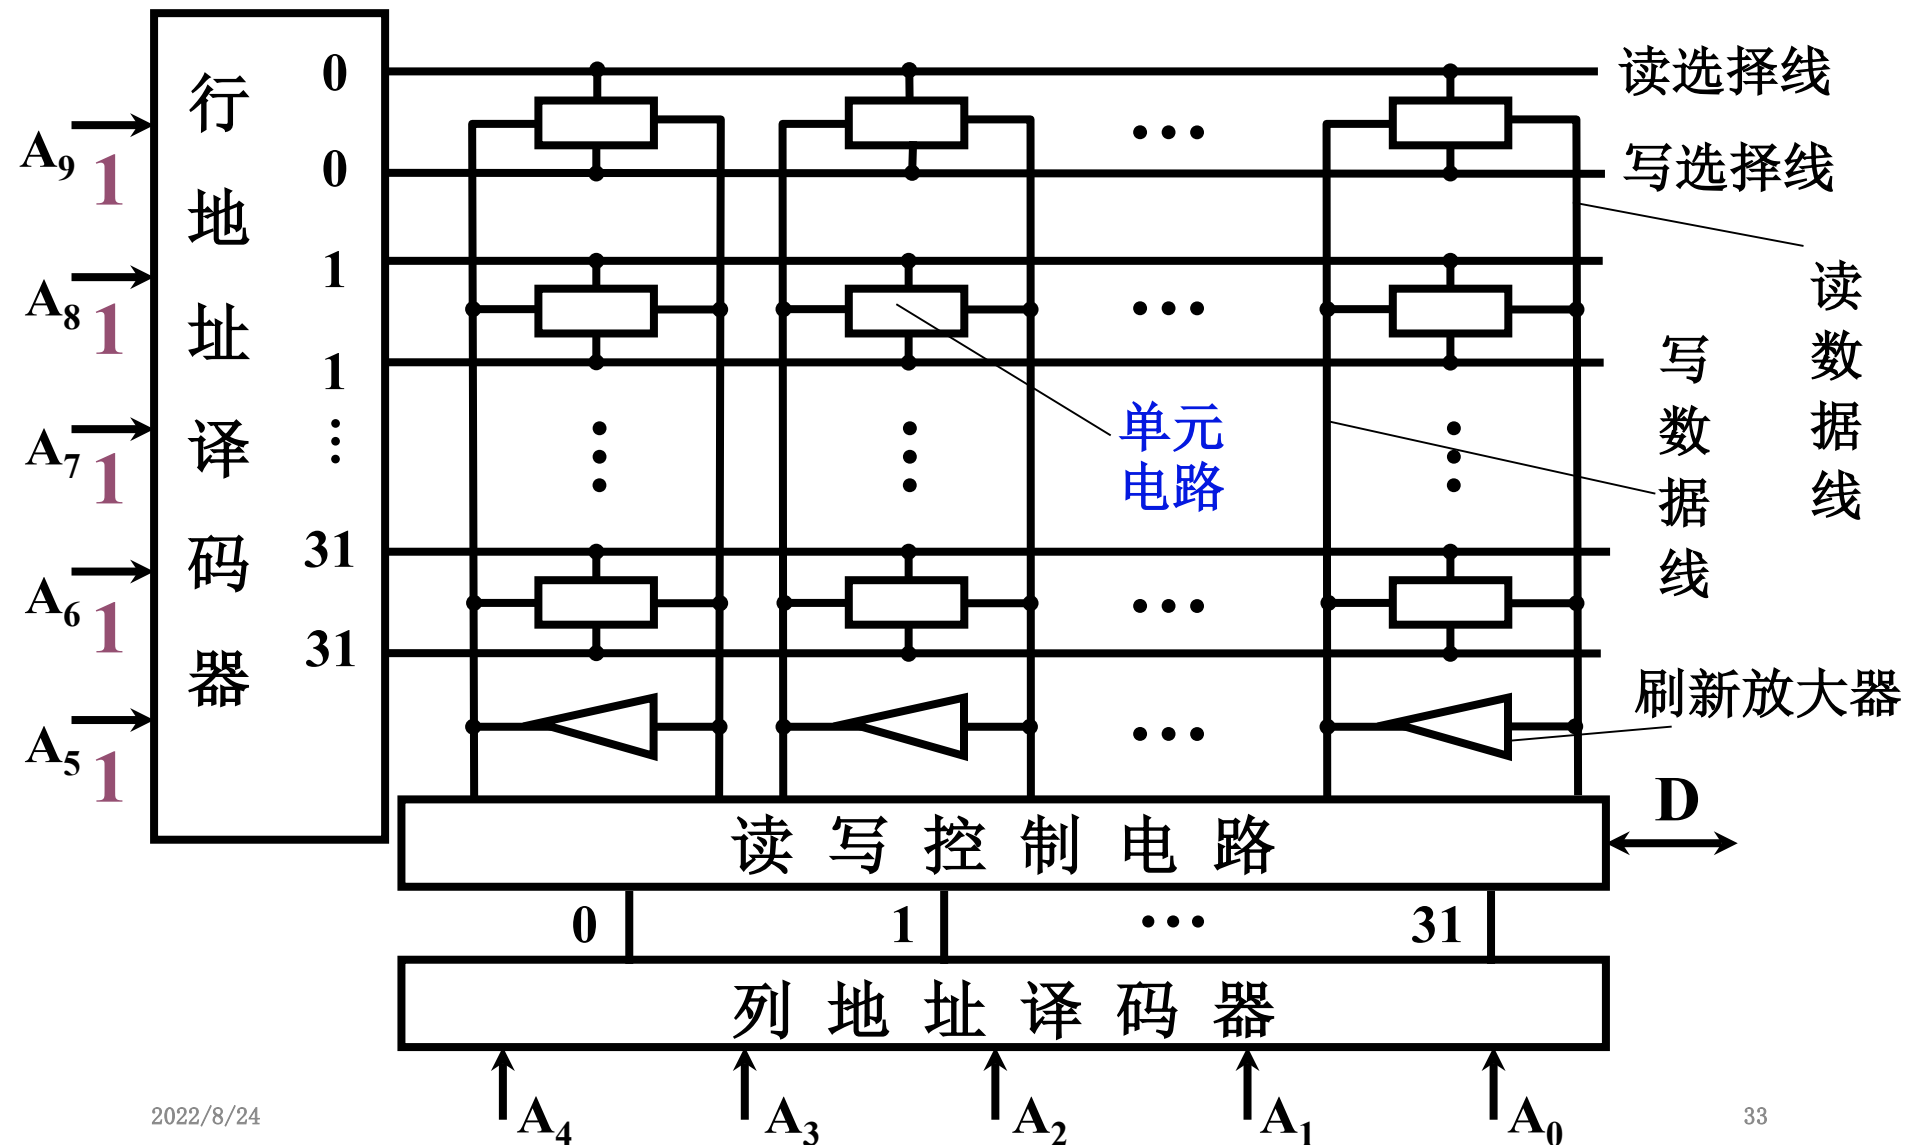 行地址译码器
0
0
1
1
⋮
31
31
A9 1
A8 1
A7 1
A6 1
A5 1
读选择线
写选择线
…
…
单元
电路
写数据线
读数据线
…
刷新放大器
…
读写控制电路
D
0 1 … 31
列地址译码器
A4 A3 A2 A1 A0
2022/8/24
33